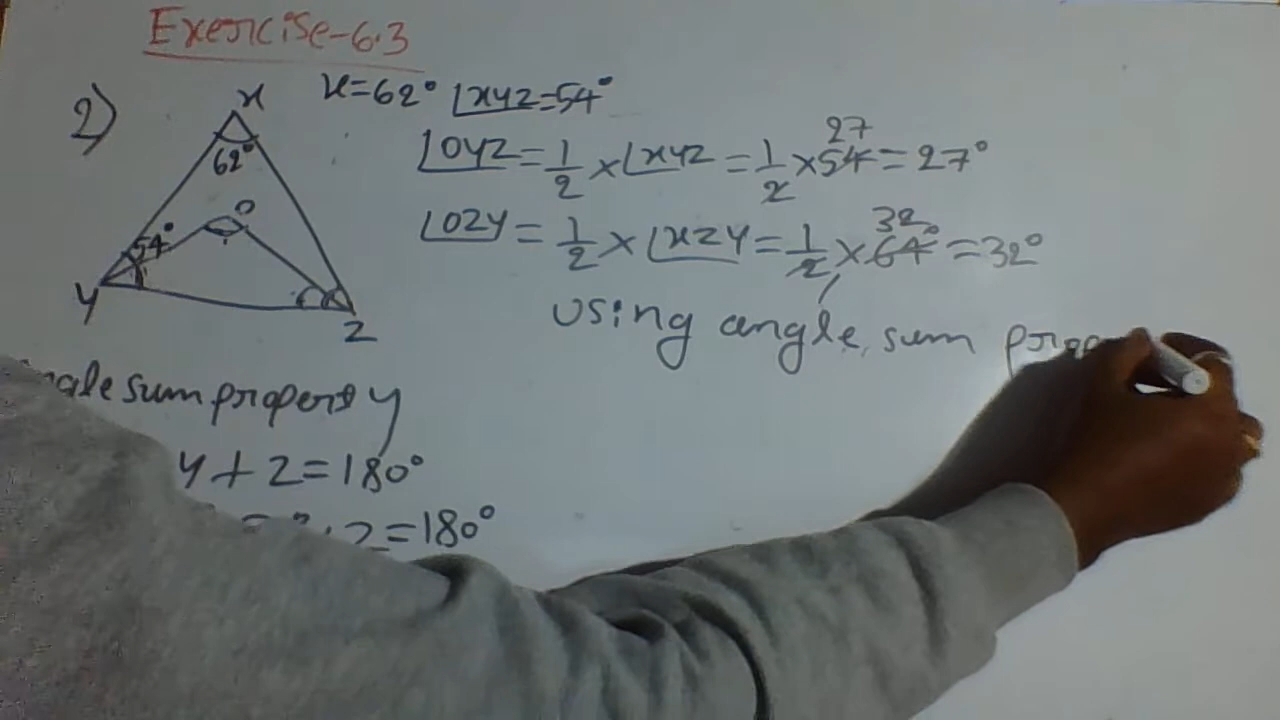 Exercise-6.3
2)
x
62°
O
54°
Y
Z
x=62° ∠XYZ=54°
27
∠OYZ=1/2×∠XYZ=1/2×54=27°
32
∠OZY=1/2×∠XZY=1/2×64°=32°
Using angle sum
sum property
Y+Z=180°
Z=180°